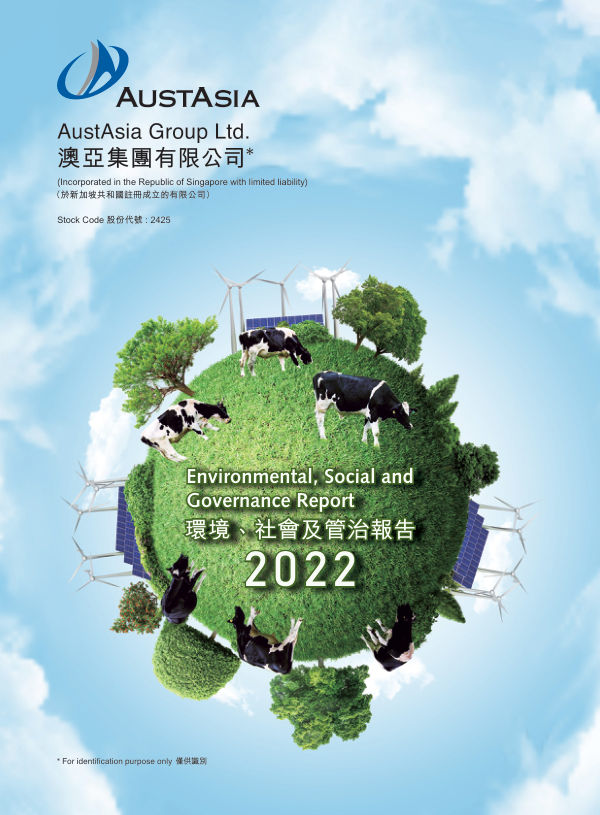 AUSTASIA
AustAsia Group Ltd.
澳亞集團有限公司*
(Incorporated in the Republic of Singapore with limited liability)
(於新加坡共和國註冊成立的有限公司)
Stock Code 股份代號 : 2425
Environmental, Social and
Governance Report
環境、社會及管治報告
2022
* For identification purpose only 僅供識別